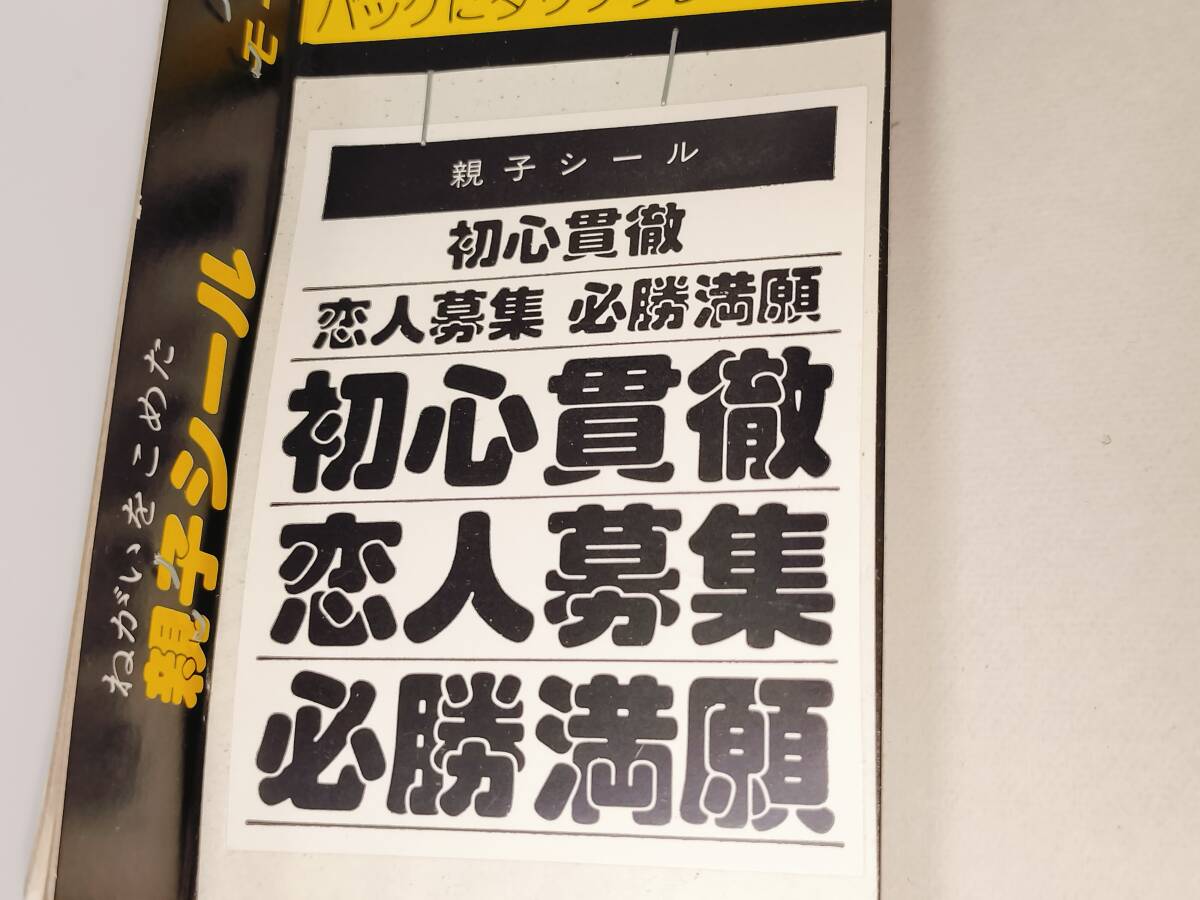 親子シール
初心貫徹
恋人募集 必勝満願
初心貫徹
恋人募集
必勝満願
ねがいをこめた
親子シール